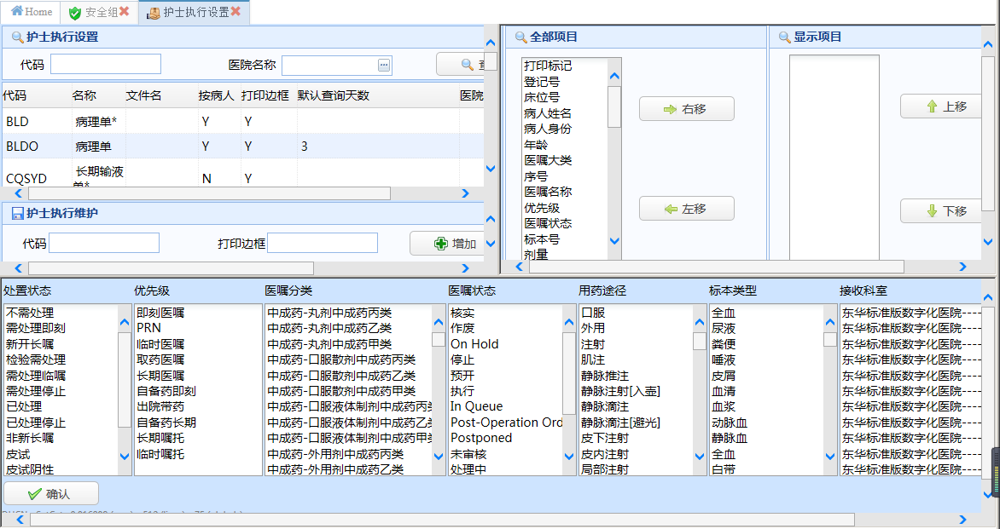 Home 安全组 护士执行设置
护士执行设置
代码 医院名称
代码 名称 文件名 按病人 打印边框 默认查询天数 医院
BLD 病理单* Y Y
BLDO 病理单 Y Y 3
CQSYD 长期输液单* N Y
护士执行维护
代码 打印边框 增加
全部项目
打印标记
登记号
床位号
病人姓名
病人身份
年龄
医嘱大类
序号
医嘱名称
优先级
医嘱状态
标本号
剂量
右移
左移
显示项目
上移
下移
处置状态
不需处理
需处理即刻
新开长嘱
检验需处理
需处理临嘱
需处理停止
已处理
已处理停止
非新长嘱
皮试
皮试阴性
优先级
即刻医嘱
PRN
临时医嘱
取药医嘱
长期医嘱
自备药即刻
出院带药
自备药长期
长期嘱托
临时嘱托
医嘱分类
中成药-丸剂中成药丙类
中成药-丸剂中成药乙类
中成药-丸剂中成药甲类
中成药-口服散剂中成药丙类
中成药-口服散剂中成药乙类
中成药-口服散剂中成药甲类
中成药-口服液体制剂中成药丙类
中成药-口服液体制剂中成药乙类
中成药-口服液体制剂中成药甲类
中成药-外用剂中成药丙类
中成药-外用剂中成药乙类
医嘱状态
核实
作废
On Hold
停止
预开
执行
In Queue
Post-Operation Ord
Postponed
未审核
处理中
用药途径
口服
外用
注射
肌注
静脉推注
静脉注射[入壶]
静脉滴注
静脉滴注[避光]
皮下注射
皮内注射
局部注射
标本类型
全血
尿液
粪便
唾液
皮屑
血清
血浆
动脉血
静脉血
全血
白带
接收科室
东华标准版数字化医院----
东华标准版数字化医院----
东华标准版数字化医院----
东华标准版数字化医院----
东华标准版数字化医院----
东华标准版数字化医院----
东华标准版数字化医院----
东华标准版数字化医院----
东华标准版数字化医院----
东华标准版数字化医院----
东华标准版数字化医院----
确认